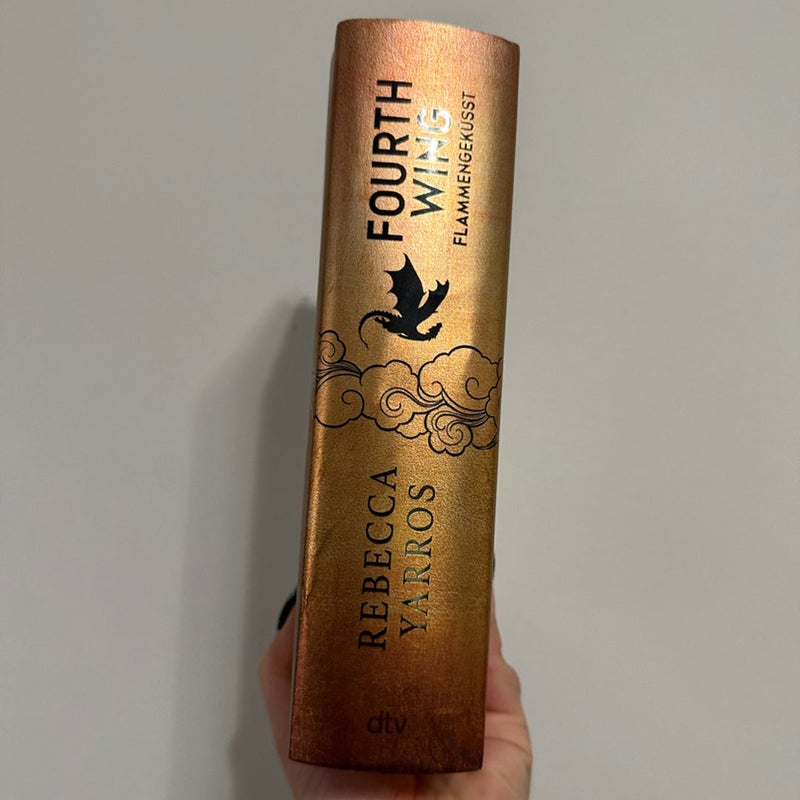 FOURTH
WING
FLAMMENGEKÜSST
REBECCA
YARROS
dtv